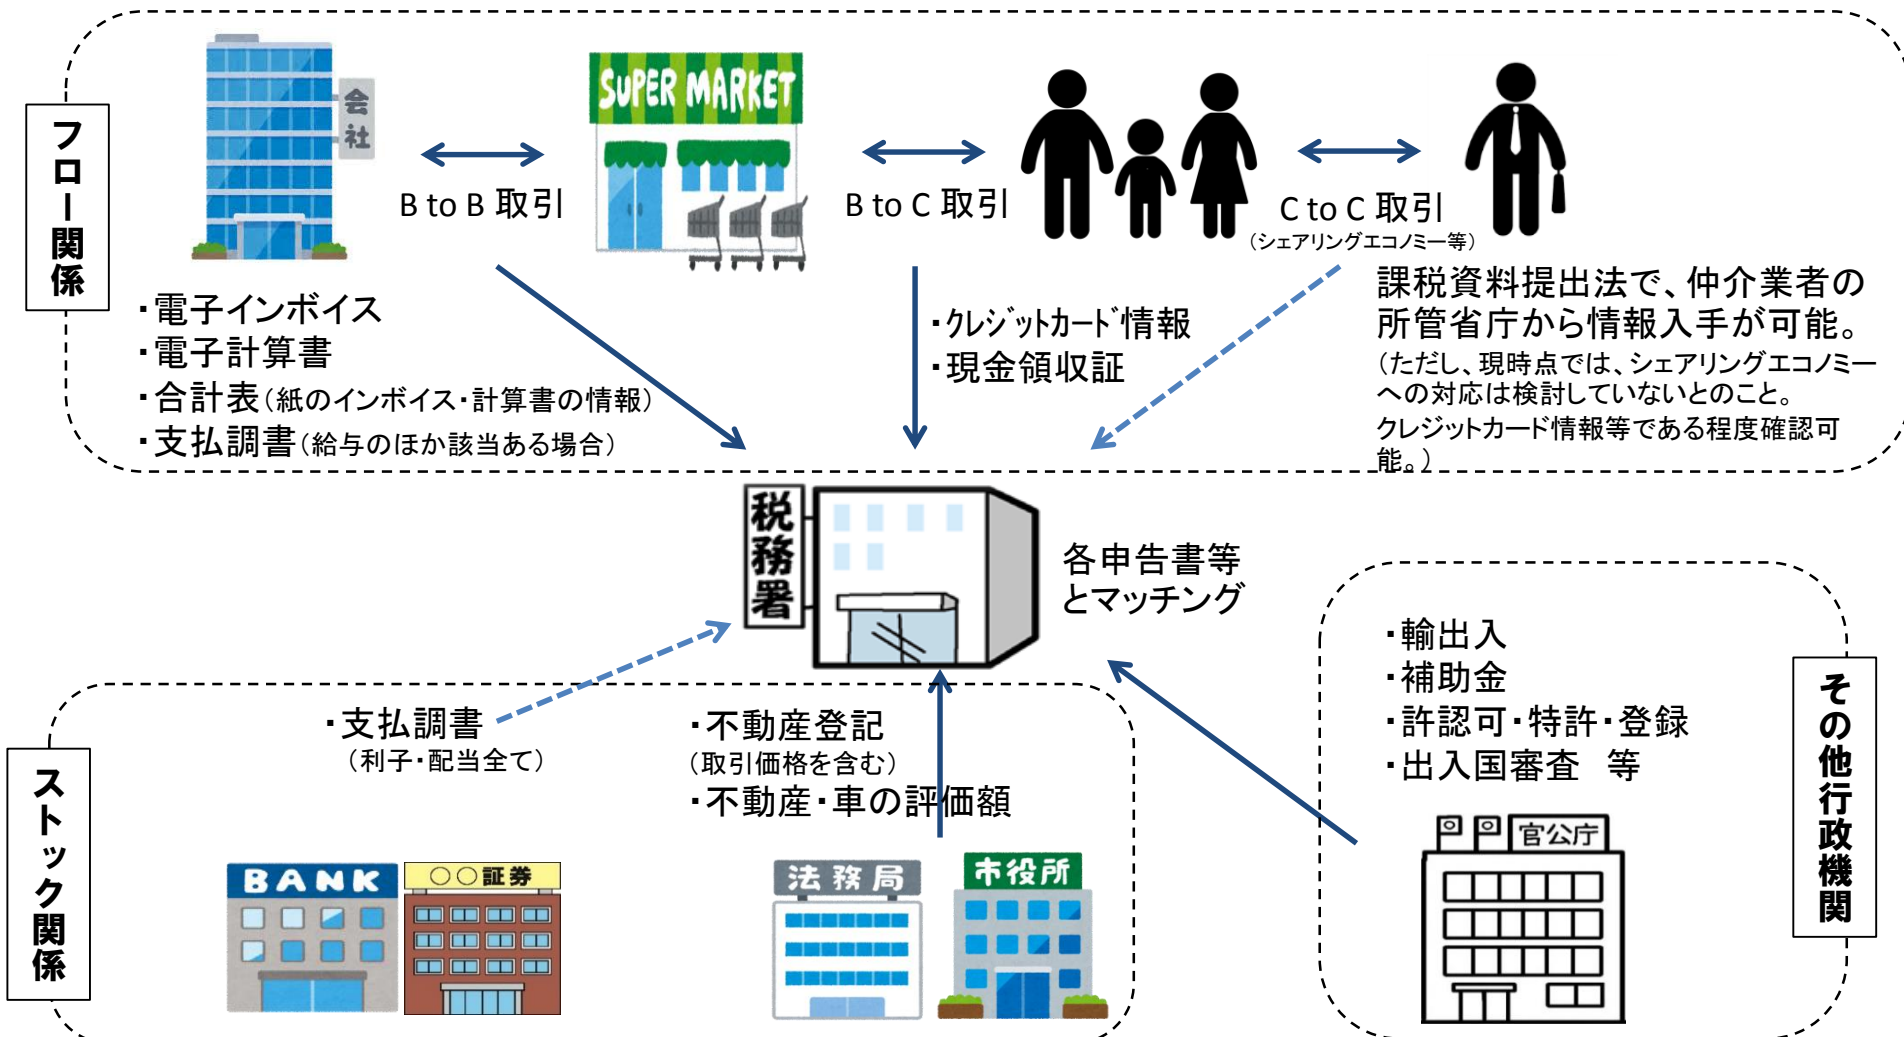 フロー関係
会社
SUPER MARKET
B to B 取引
B to C 取引
C to C 取引
（シェアリングエコノミー等）
・電子インボイス
・電子計算書
・合計表（紙のインボイス・計算書の情報）
・支払調書（給与のほか該当ある場合）
・クレジットカード情報
・現金領収証
課税資料提出法で、仲介業者の
所管省庁から情報入手が可能。
（ただし、現時点では、シェアリングエコノミー
への対応は検討していないとのこと。
クレジットカード情報等である程度確認可
能。）
税務署
各申告書等
とマッチング
ストック関係
・支払調書
（利子・配当全て）
・不動産登記
（取引価格を含む）
・不動産・車の評価額
BANK
〇〇証券
法務局
市役所
その他行政機関
・輸出入
・補助金
・許認可・特許・登録
・出入国審査　等
官公庁